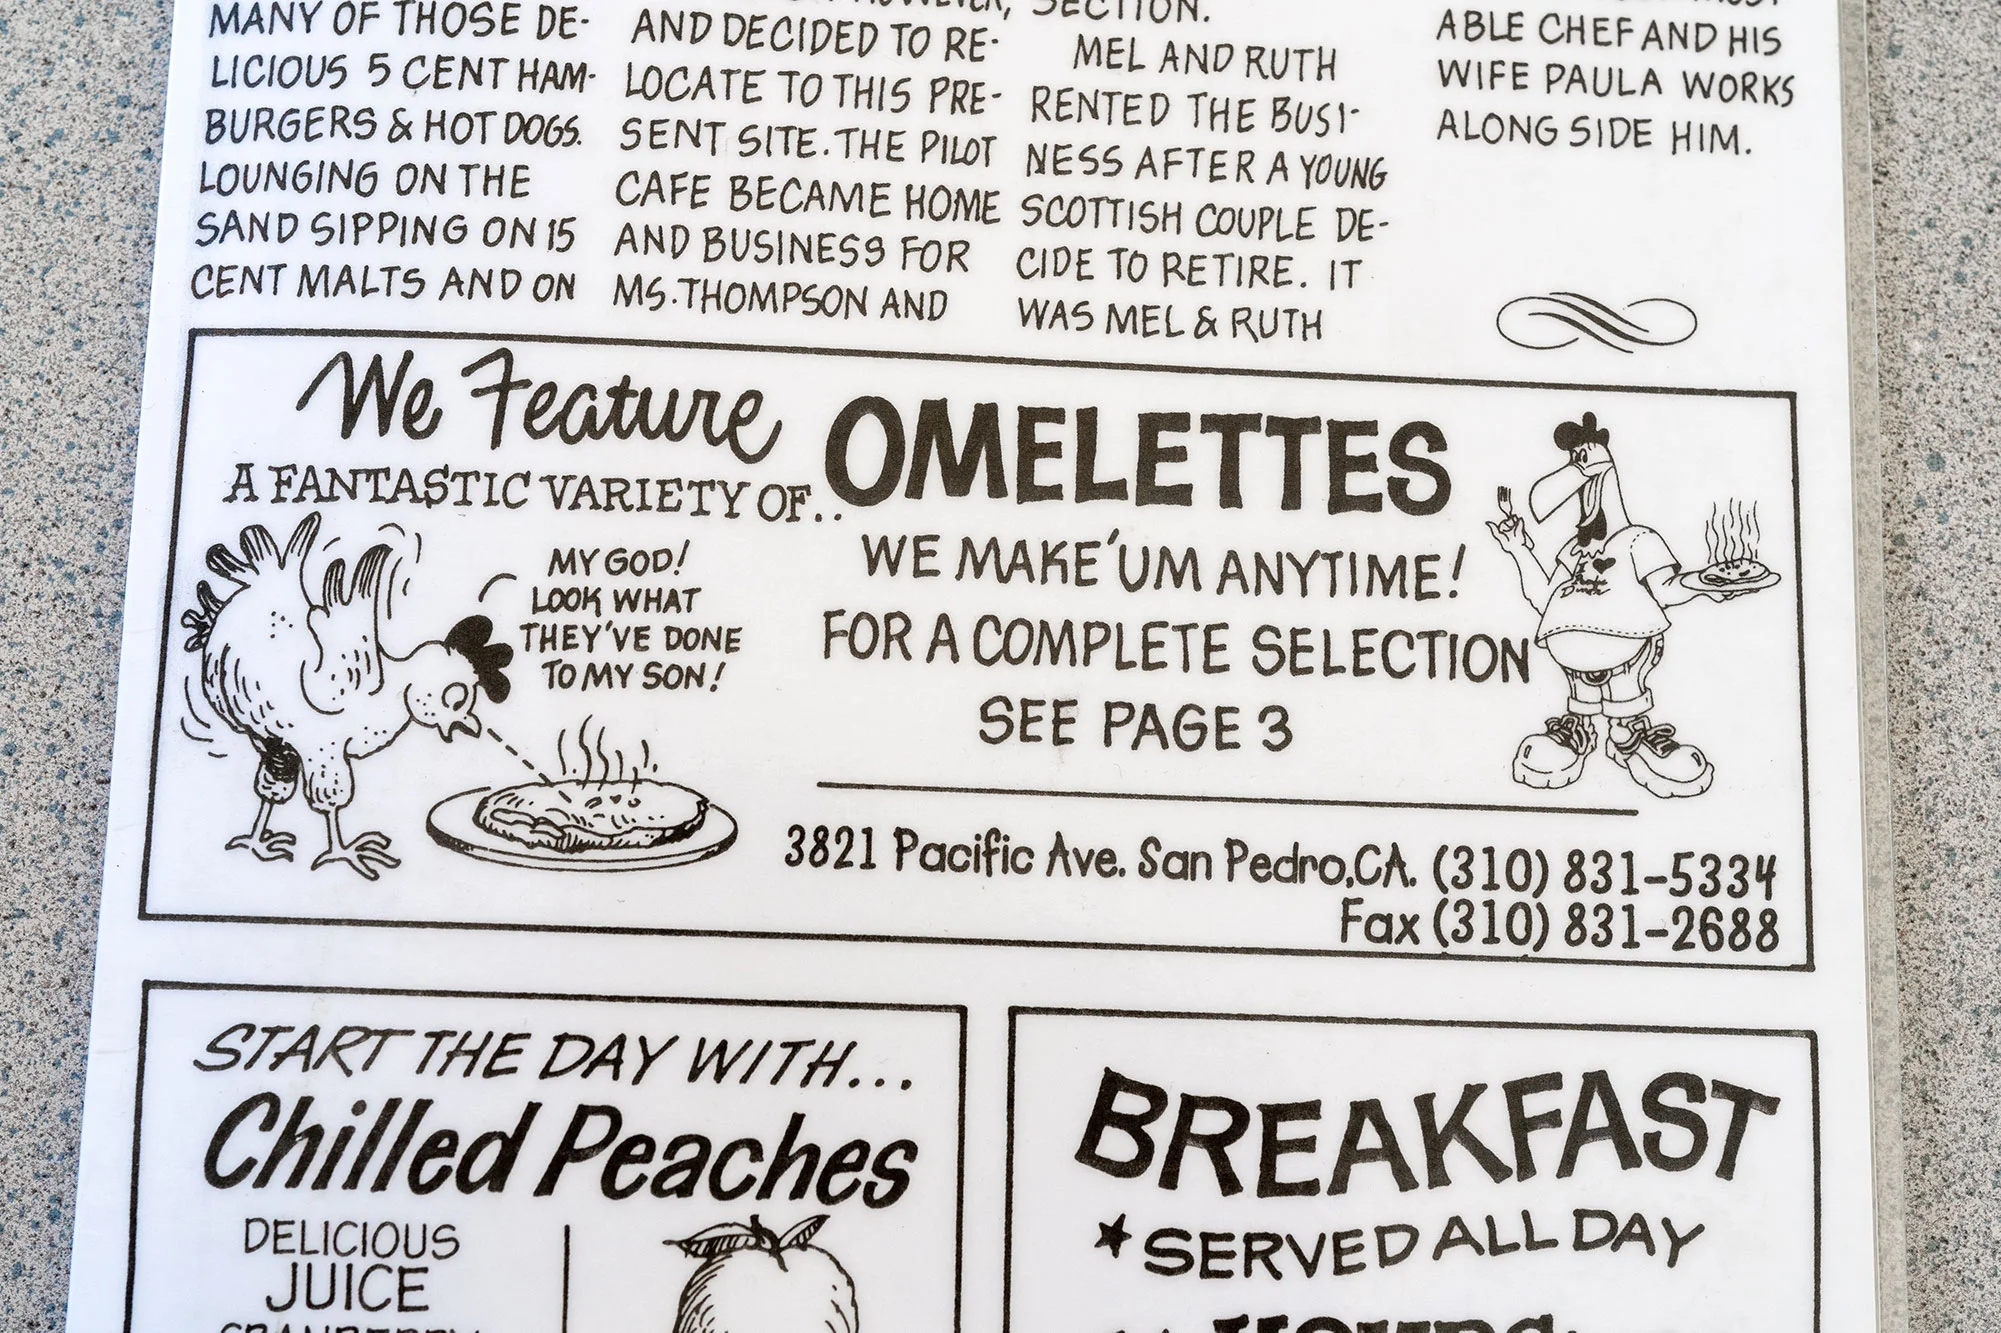 MANY OF THOSE DE-
LICIOUS 5 CENT HAM-
BURGERS & HOT DOGS.
LOUNGING ON THE
SAND SIPPING ON 15
CENT MALTS AND ON
HOWEVER,
AND DECIDED TO RE-
LOCATE TO THIS PRE-
SENT SITE. THE PILOT
CAFE BECAME HOME
AND BUSINESS FOR
MS. THOMPSON AND
SECTION.
MEL AND RUTH
RENTED THE BUSI-
NESS AFTER A YOUNG
SCOTTISH COUPLE DE-
CIDE TO RETIRE. IT
WAS MEL & RUTH
ABLE CHEF AND HIS
WIFE PAULA WORKS
ALONG SIDE HIM.
We Feature
A FANTASTIC VARIETY OF..
OMELETTES
MY GOD!
LOOK WHAT
THEY'VE DONE
TO MY SON!
WE MAKE 'UM ANYTIME!
FOR A COMPLETE SELECTION
SEE PAGE 3
I ♥
3821 Pacific Ave. San Pedro,CA. (310) 831-5334
Fax (310) 831-2688
START THE DAY WITH...
Chilled Peaches
DELICIOUS
JUICE
CRANBERRY
BREAKFAST
★SERVED ALL DAY
HOURS